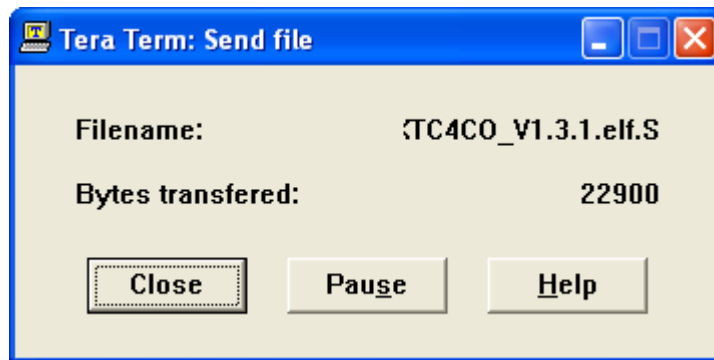 Tera Term: Send file
Filename: TC4CO_V1.3.1.elf.S
Bytes transfered: 22900
Close Pause Help